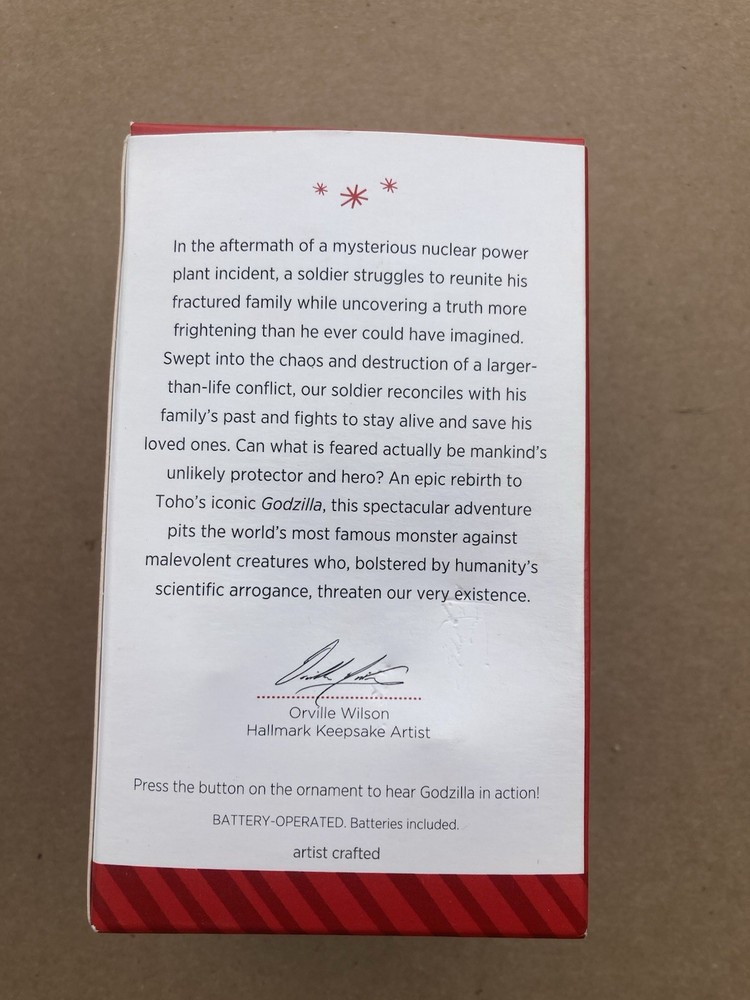 In the aftermath of a mysterious nuclear power
plant incident, a soldier struggles to reunite his
fractured family while uncovering a truth more
frightening than he ever could have imagined.
Swept into the chaos and destruction of a larger-
than-life conflict, our soldier reconciles with his
family's past and fights to stay alive and save his
loved ones. Can what is feared actually be mankind's
unlikely protector and hero? An epic rebirth to
Toho's iconic Godzilla, this spectacular adventure
pits the world's most famous monster against
malevolent creatures who, bolstered by humanity's
scientific arrogance, threaten our very existence.
Orville Wilson
Hallmark Keepsake Artist
Press the button on the ornament to hear Godzilla in action!
BATTERY-OPERATED. Batteries included.
artist crafted